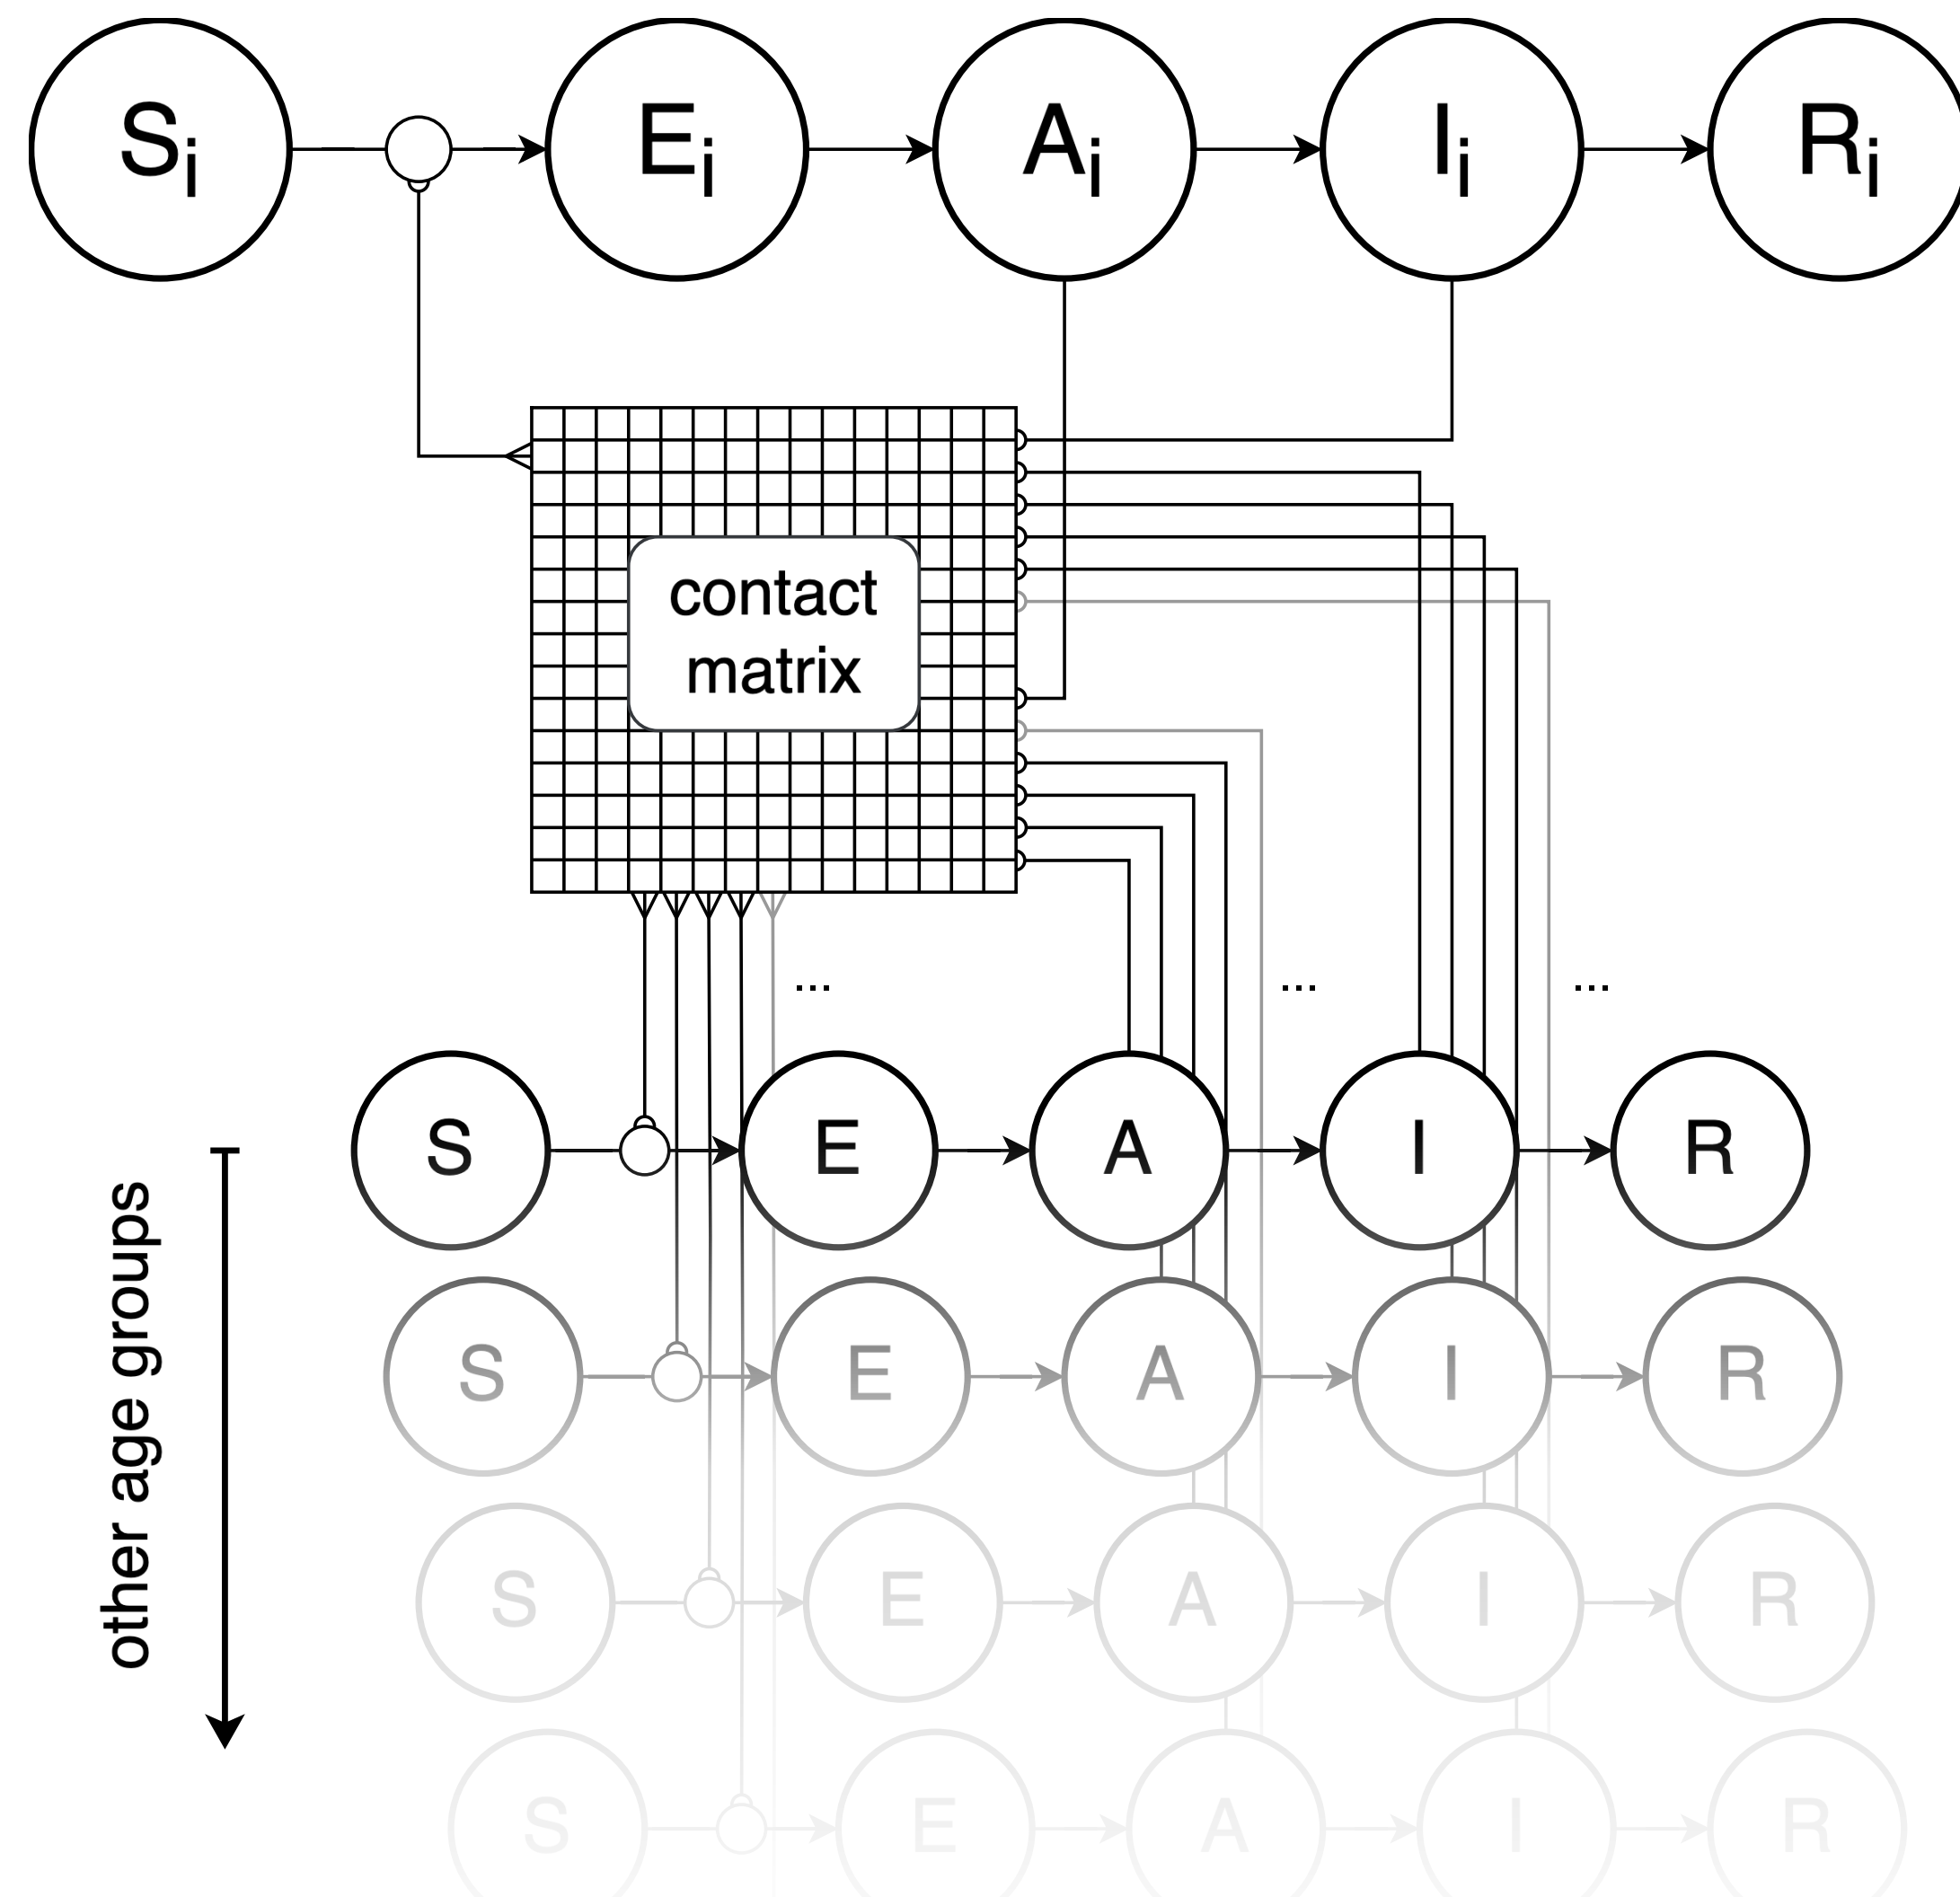 Si Ei Ai Ii Ri
contact
matrix
... ... ...
S E A I R
S E A I R
S E A I R
S E A I R
other age groups